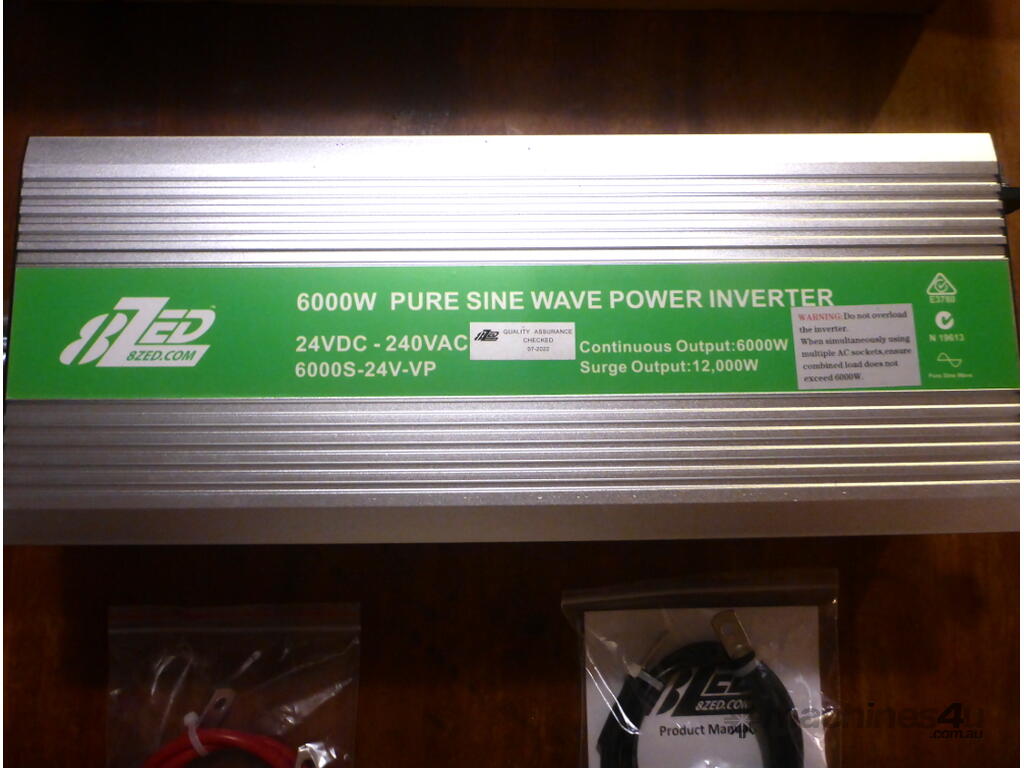 6000W PURE SINE WAVE POWER INVERTER
8ZED
8ZED.COM
24VDC - 240VAC
6000S-24V-VP
8ZED
QUALITY ASSURANCE
CHECKED
07-2022
Continuous Output:6000W
Surge Output:12,000W
WARNING: Do not overload
the inverter.
When simultaneously using
multiple AC sockets, ensure
combined load does not
exceed 6000W.
E3780
N 19613
Pure Sine Wave
8ZED
8ZED.COM
Product Manual
machines4u
.com.au